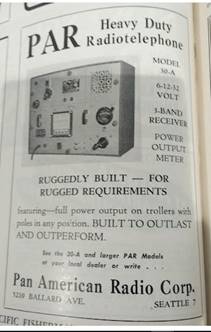 PAR Heavy Duty
Radiotelephone
MODEL
30-A
6-12-32
VOLT
3-BAND
RECEIVER
POWER
OUTPUT
METER
RUGGEDLY BUILT — FOR
RUGGED REQUIREMENTS
featuring—full power output on trollers with
poles in any position. BUILT TO OUTLAST
AND OUTPERFORM.
See the 30-A and larger PAR Models
at your local dealer or write . . .
Pan American Radio Corp.
5250 BALLARD AVE. SEATTLE 7
CIFIC FISHERMAN